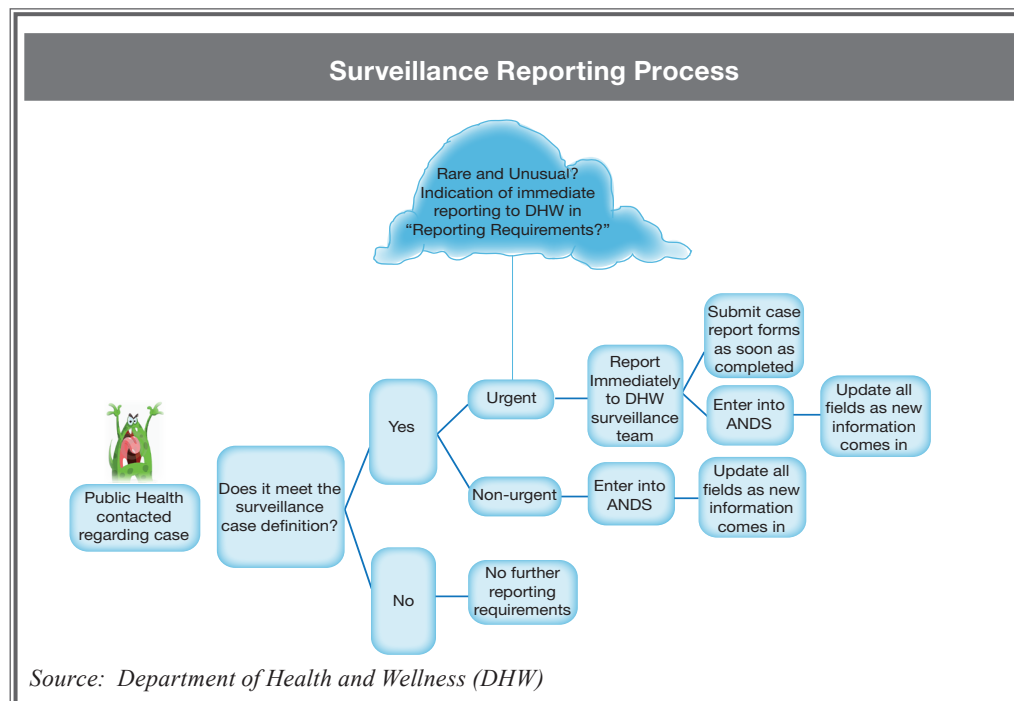 Surveillance Reporting Process
Rare and Unusual?
Indication of immediate
reporting to DHW in
“Reporting Requirements?”
Public Health
contacted
regarding case
Does it meet the
surveillance
case definition?
Yes
Urgent
Report
Immediately
to DHW
surveillance
team
Submit case
report forms
as soon as
completed
Enter into
ANDS
Update all
fields as new
information
comes in
Non-urgent
Enter into
ANDS
Update all
fields as new
information
comes in
No
No further
reporting
requirements
Source: Department of Health and Wellness (DHW)